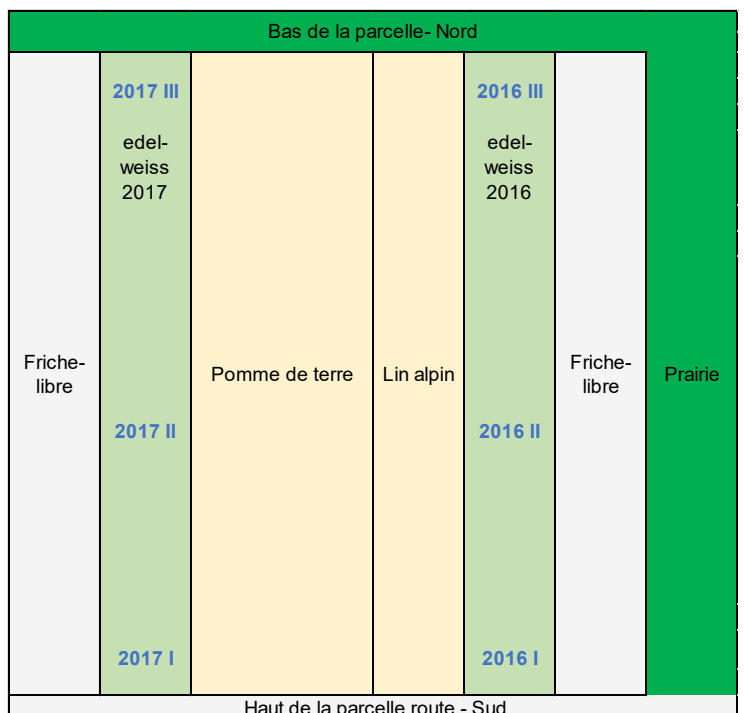 Bas de la parcelle- Nord
2017 III
2016 III
edel-
weiss
2017
edel-
weiss
2016
Friche-
libre
Pomme de terre
Lin alpin
Friche-
libre
Prairie
2017 II
2016 II
2017 I
2016 I
Haut de la parcelle route - Sud